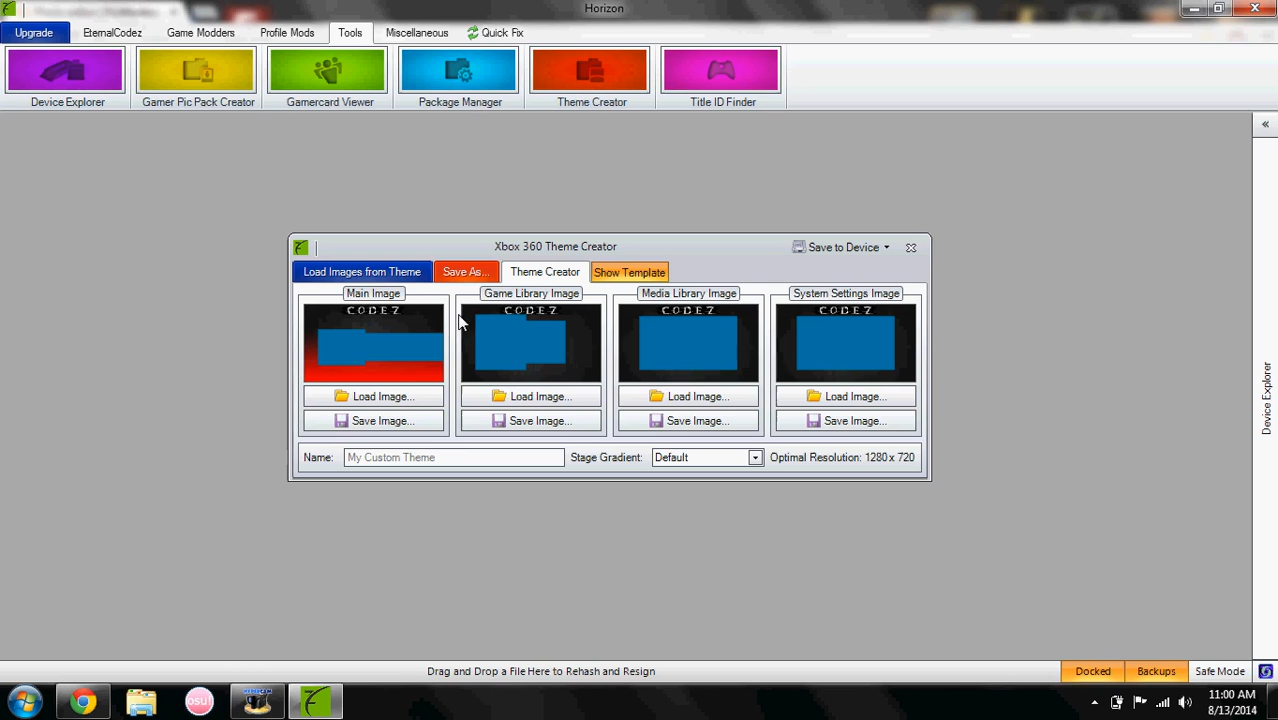 Horizon
Upgrade EternalCodez Game Modders Profile Mods Tools Miscellaneous Quick Fix
Device Explorer Gamer Pic Pack Creator Gamercard Viewer Package Manager Theme Creator Title ID Finder
Xbox 360 Theme Creator Save to Device
Load Images from Theme Save As... Theme Creator Show Template
Main Image Game Library Image Media Library Image System Settings Image
CODEZ CODEZ CODEZ CODEZ
Load Image... Load Image... Load Image... Load Image...
Save Image... Save Image... Save Image... Save Image...
Name: My Custom Theme Stage Gradient: Default Optimal Resolution: 1280 x 720
Device Explorer
Drag and Drop a File Here to Rehash and Resign Docked Backups Safe Mode
osu!
HYPERCAM
11:00 AM
8/13/2014